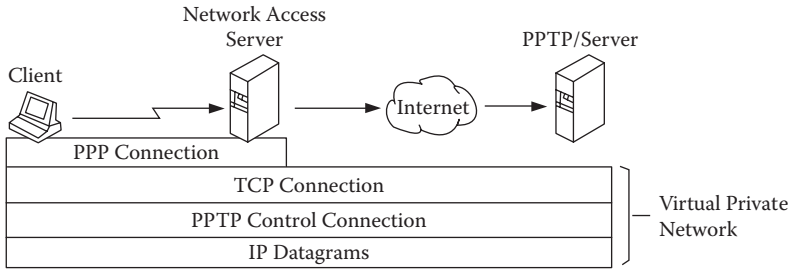 Network Access
Server
PPTP/Server
Client
Internet
PPP Connection
TCP Connection
PPTP Control Connection
IP Datagrams
Virtual Private
Network